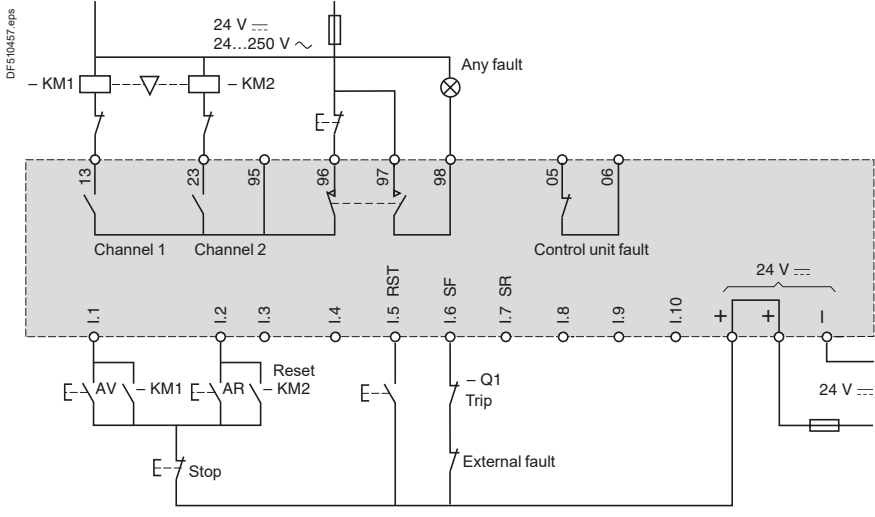 DF510457.eps
24 V ⎓
24...250 V ~
Any fault
– KM1
– KM2
13
23
95
96
97
98
05
06
Channel 1
Channel 2
Control unit fault
24 V ⎓
I.1
I.2
I.3
I.4
I.5 RST
I.6 SF
I.7 SR
I.8
I.9
I.10
+
+
–
AV
– KM1
AR
Reset
– KM2
– Q1
Trip
24 V ⎓
External fault
Stop